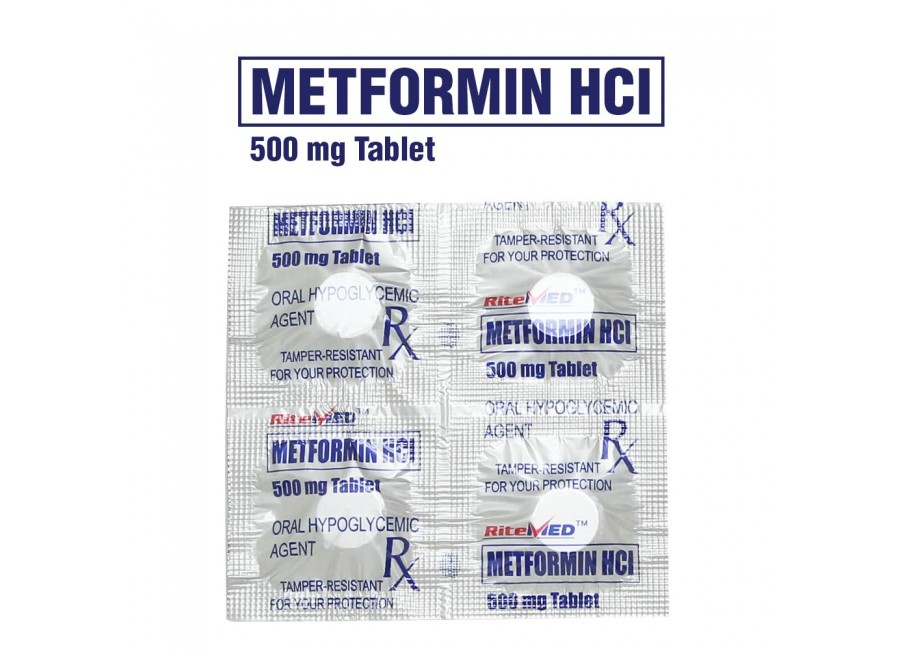 METFORMIN HCl
500 mg Tablet
METFORMIN HCl
500 mg Tablet
ORAL HYPOGLYCEMIC
AGENT
Rx
TAMPER-RESISTANT
FOR YOUR PROTECTION
RiteMED™
METFORMIN HCl
500 mg Tablet
ORAL HYPOGLYCEMIC
AGENT
Rx
TAMPER-RESISTANT
FOR YOUR PROTECTION
AGENT
Rx
TAMPER-RESISTANT
FOR YOUR PROTECTION
RiteMED™
METFORMIN HCl
500 mg Tablet
ORAL HYPOGLYCEMIC
AGENT
Rx
TAMPER-RESISTANT
FOR YOUR PROTECTION
RiteMED™
METFORMIN HCl
500 mg Tablet